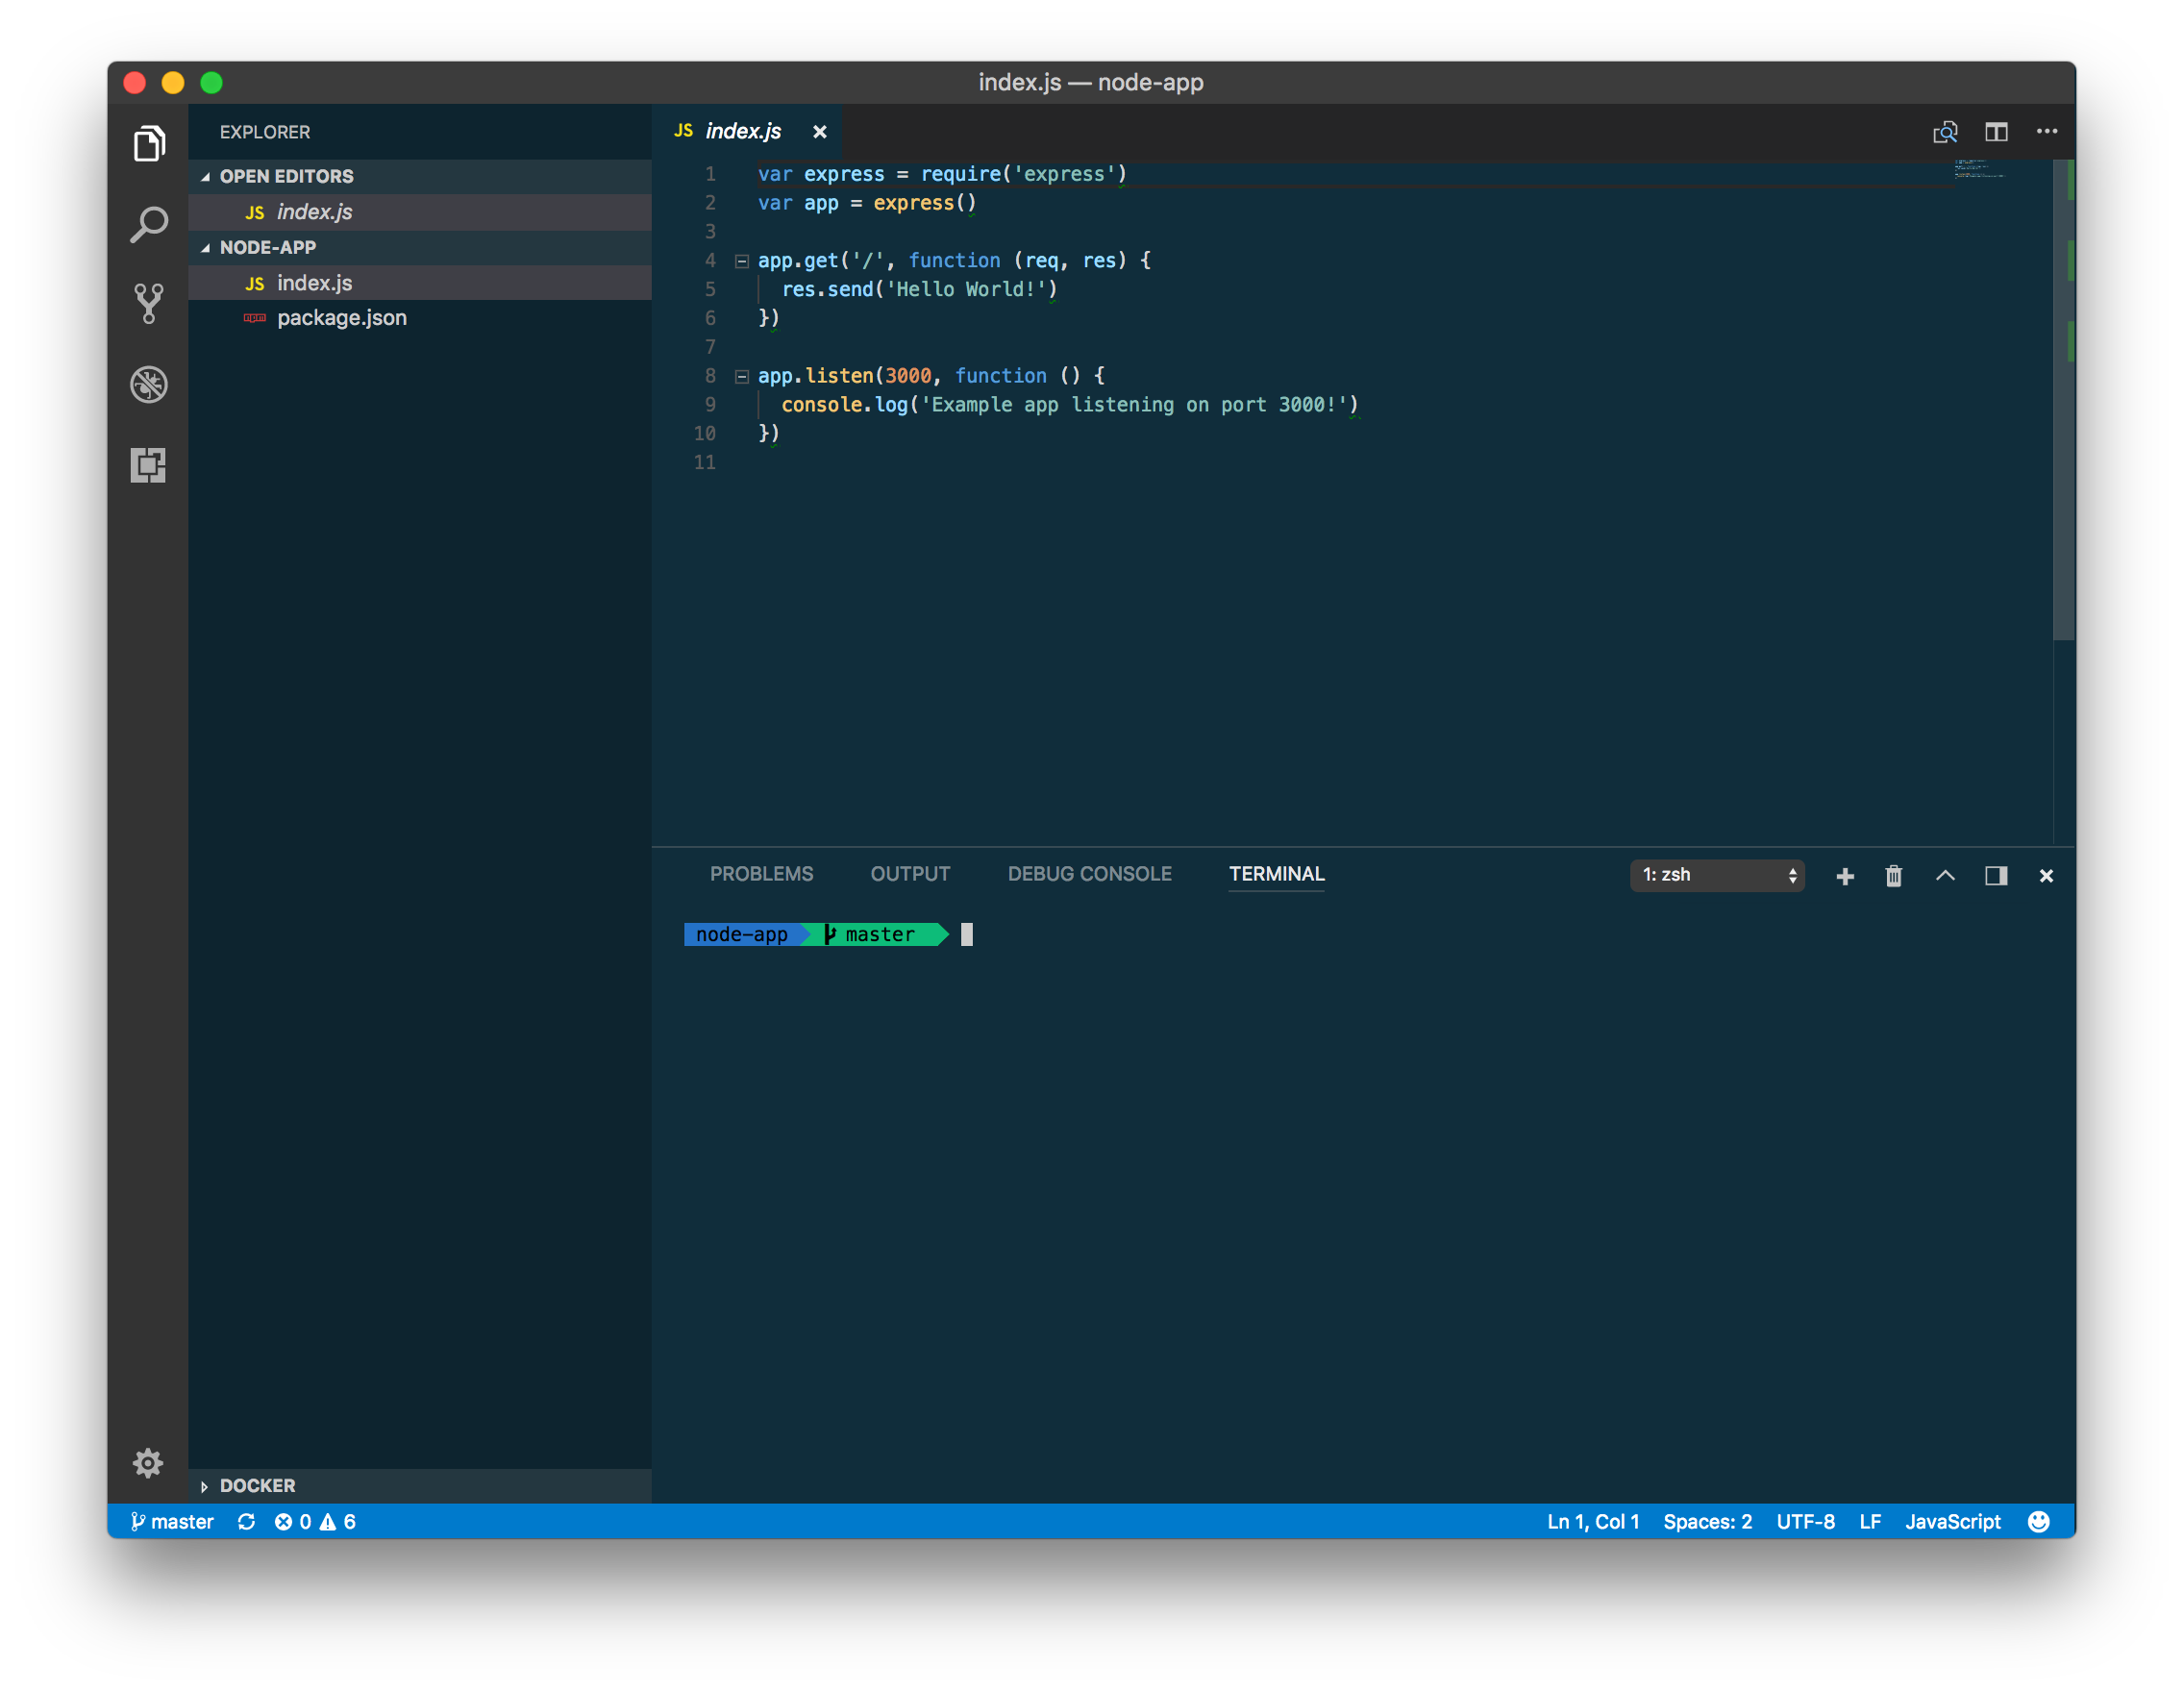 index.js — node-app
EXPLORER
OPEN EDITORS
JS index.js
NODE-APP
JS index.js
npm package.json
DOCKER
JS index.js
1 var express = require('express')
2 var app = express()
3
4 app.get('/', function (req, res) {
5 res.send('Hello World!')
6 })
7
8 app.listen(3000, function () {
9 console.log('Example app listening on port 3000!')
10 })
11
PROBLEMS OUTPUT DEBUG CONSOLE TERMINAL 1: zsh
node-app master
master 0 6 Ln 1, Col 1 Spaces: 2 UTF-8 LF JavaScript